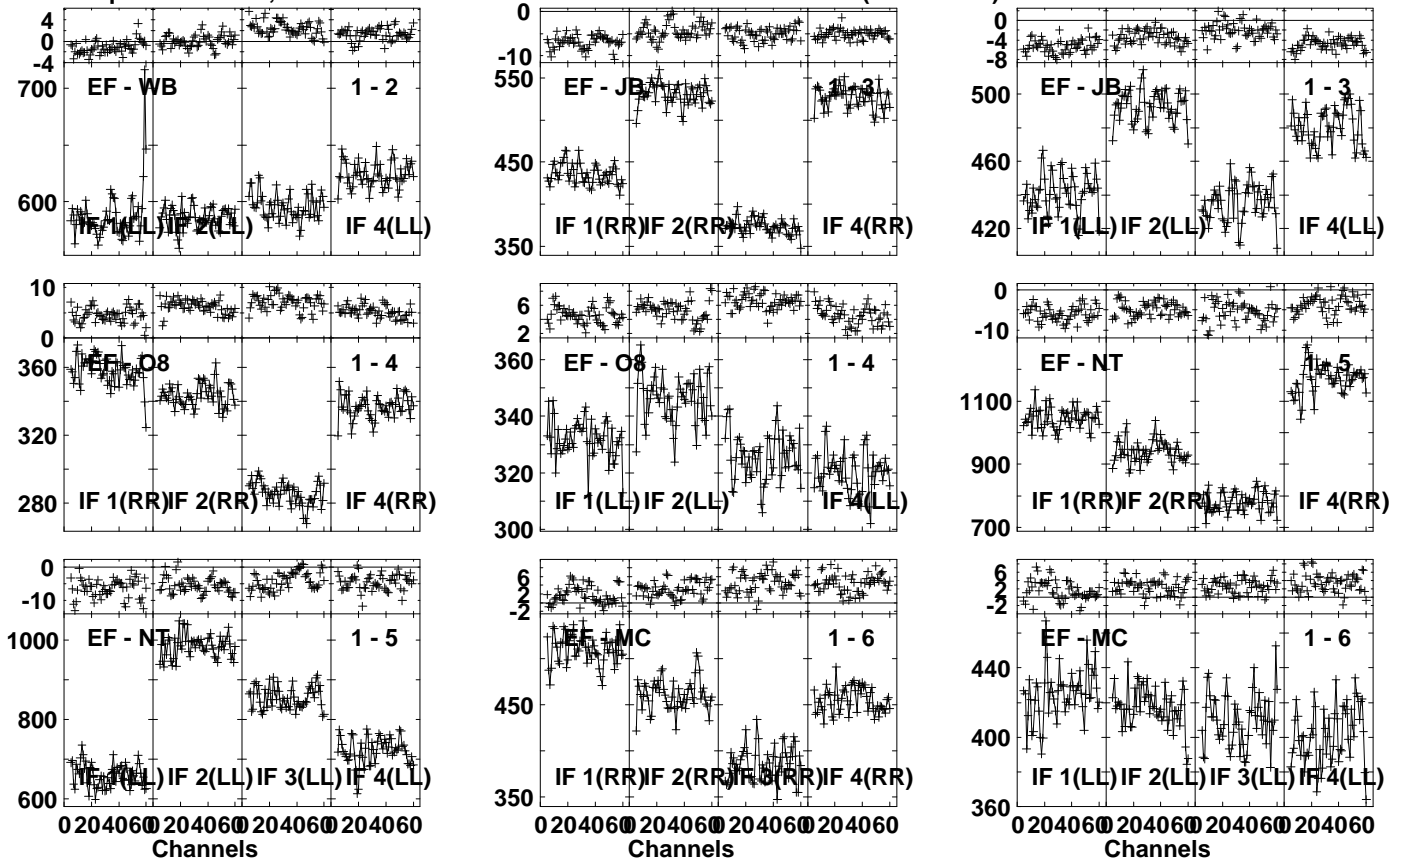 4
0
-4
700
600
EF - WB
1 - 2
IF 1(LL)
IF 2(LL)
IF 4(LL)
0
-10
550
450
350
EF - JB
1 - 3
IF 1(RR)
IF 2(RR)
IF 4(RR)
0
-4
-8
500
460
420
EF - JB
1 - 3
IF 1(LL)
IF 2(LL)
IF 4(LL)
10
0
360
320
280
EF - O8
1 - 4
IF 1(RR)
IF 2(RR)
IF 4(RR)
6
2
360
340
320
300
EF - O8
1 - 4
IF 1(LL)
IF 2(LL)
IF 4(LL)
0
-10
1100
900
700
EF - NT
1 - 5
IF 1(RR)
IF 2(RR)
IF 4(RR)
0
-10
1000
800
600
EF - NT
1 - 5
IF 1(LL)
IF 2(LL)
IF 3(LL)
IF 4(LL)
0 204060 0 204060 0 204060 0 204060
Channels
6
2
-2
450
350
EF - MC
1 - 6
IF 1(RR)
IF 2(RR)
IF 3(RR)
IF 4(RR)
0 204060 0 204060 0 204060 0 204060
Channels
6
2
-2
440
400
360
EF - MC
1 - 6
IF 1(LL)
IF 2(LL)
IF 3(LL)
IF 4(LL)
0 204060 0 204060 0 204060 0 204060
Channels